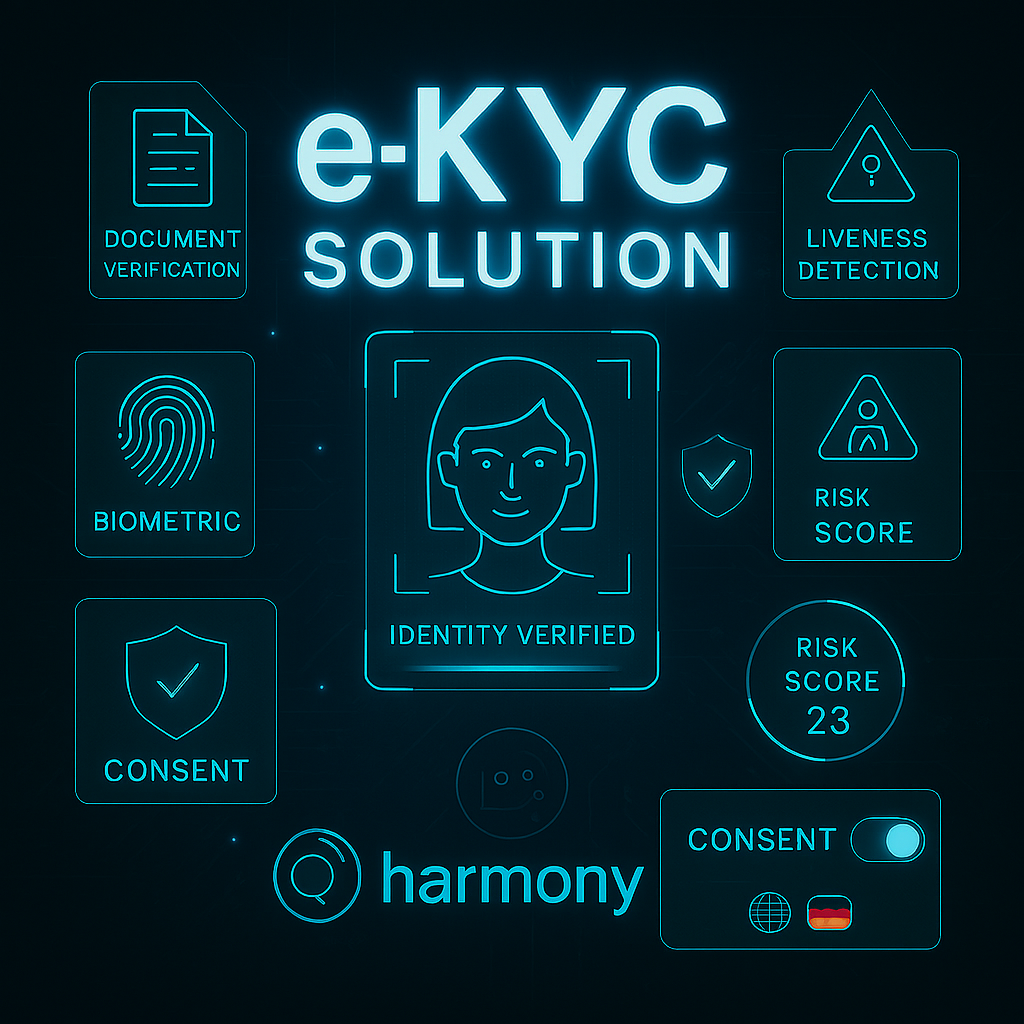 e-KYC
SOLUTION
DOCUMENT
VERIFICATION
LIVENESS
DETECTION
BIOMETRIC
RISK
SCORE
IDENTITY VERIFIED
CONSENT
RISK
SCORE
23
CONSENT
harmony